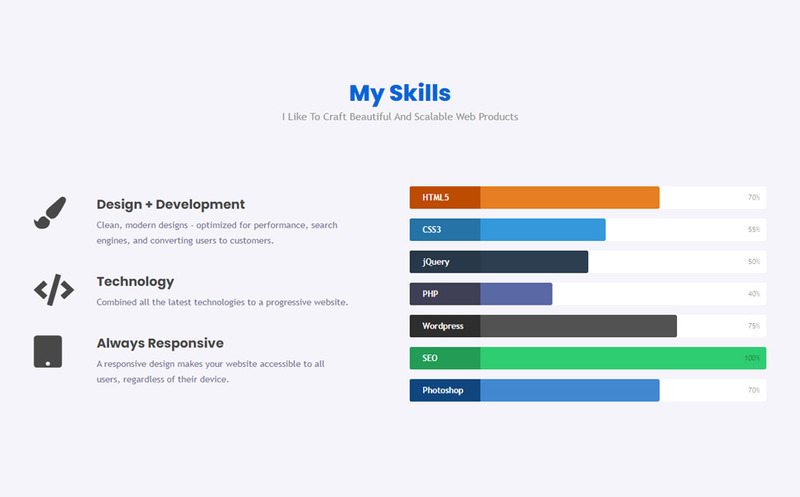 My Skills
I Like To Craft Beautiful And Scalable Web Products
Design + Development
Clean, modern designs - optimized for performance, search
engines, and converting users to customers.
Technology
Combined all the latest technologies to a progressive website.
Always Responsive
A responsive design makes your website accessible to all
users, regardless of their device.
HTML5 70%
CSS3 55%
jQuery 50%
PHP 40%
Wordpress 75%
SEO 100%
Photoshop 70%